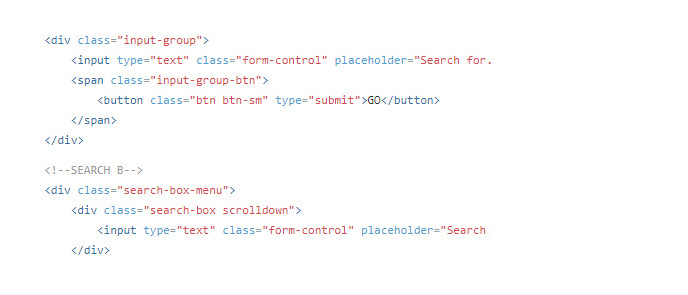 <div class="input-group">
<input type="text" class="form-control" placeholder="Search for.
<span class="input-group-btn">
<button class="btn btn-sm" type="submit">GO</button>
</span>
</div>
<!--SEARCH B-->
<div class="search-box-menu">
<div class="search-box scrolldown">
<input type="text" class="form-control" placeholder="Search
</div>